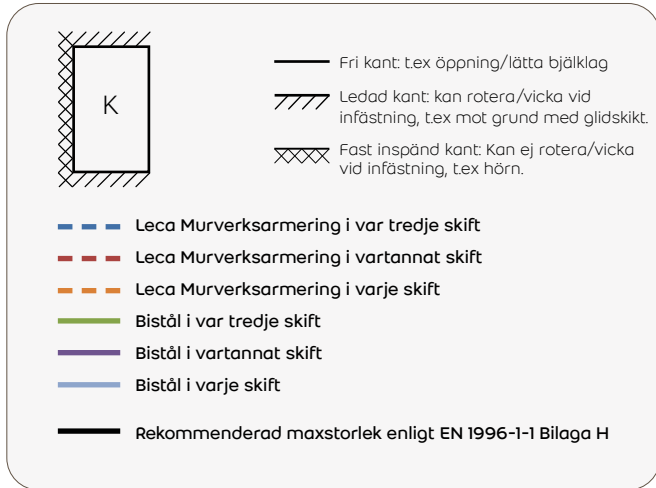 K
Fri kant: t.ex öppning/lätta bjälklag
Ledad kant: kan rotera/vicka vid
infästning, t.ex mot grund med glidskikt.
Fast inspänd kant: Kan ej rotera/vicka
vid infästning, t.ex hörn.
Leca Murverksarmering i var tredje skift
Leca Murverksarmering i vartannat skift
Leca Murverksarmering i varje skift
Bistål i var tredje skift
Bistål i vartannat skift
Bistål i varje skift
Rekommenderad maxstorlek enligt EN 1996-1-1 Bilaga H